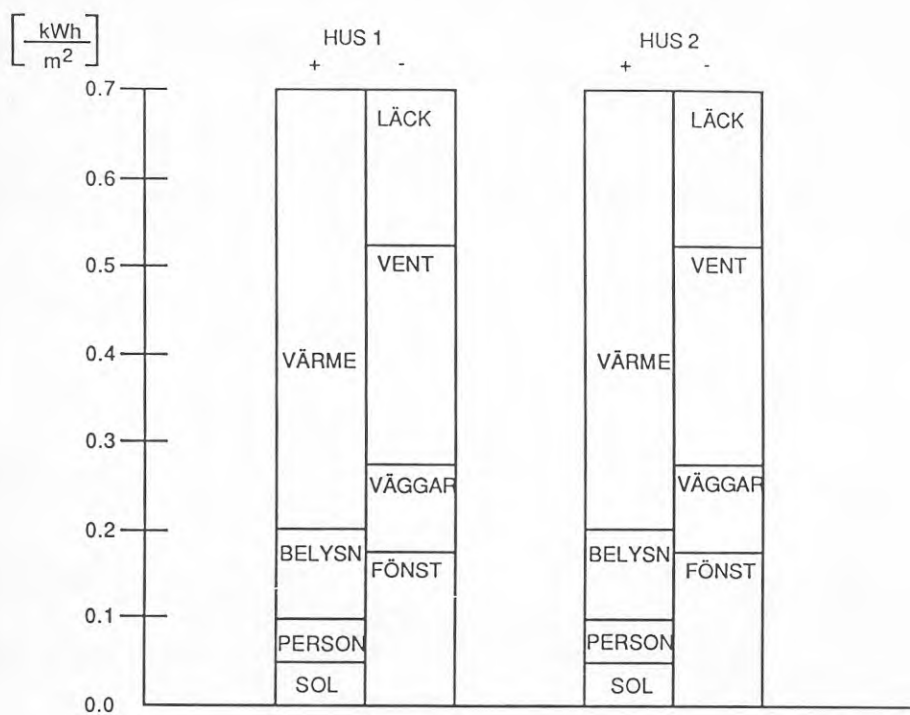 [kWh/m²]
HUS 1 HUS 2
+ - + -
0.7
LÄCK LÄCK
0.6
0.5
VENT VENT
0.4
VÄRME VÄRME
0.3
VÄGGAR VÄGGAR
0.2
BELYSN BELYSN
FÖNST FÖNST
0.1
PERSON PERSON
SOL SOL
0.0